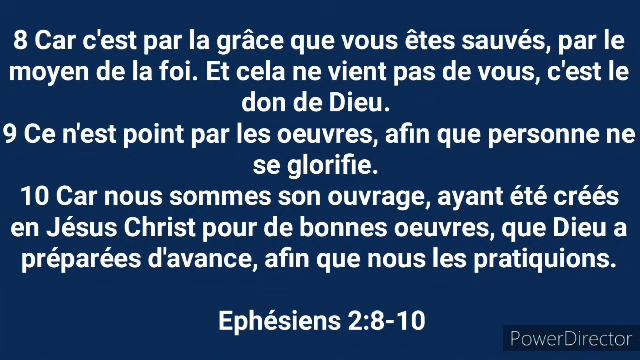 8 Car c'est par la grâce que vous êtes sauvés, par le
moyen de la foi. Et cela ne vient pas de vous, c'est le
don de Dieu.
9 Ce n'est point par les oeuvres, afin que personne ne
se glorifie.
10 Car nous sommes son ouvrage, ayant été créés
en Jésus Christ pour de bonnes oeuvres, que Dieu a
préparées d'avance, afin que nous les pratiquions.
Ephésiens 2:8-10
PowerDirector